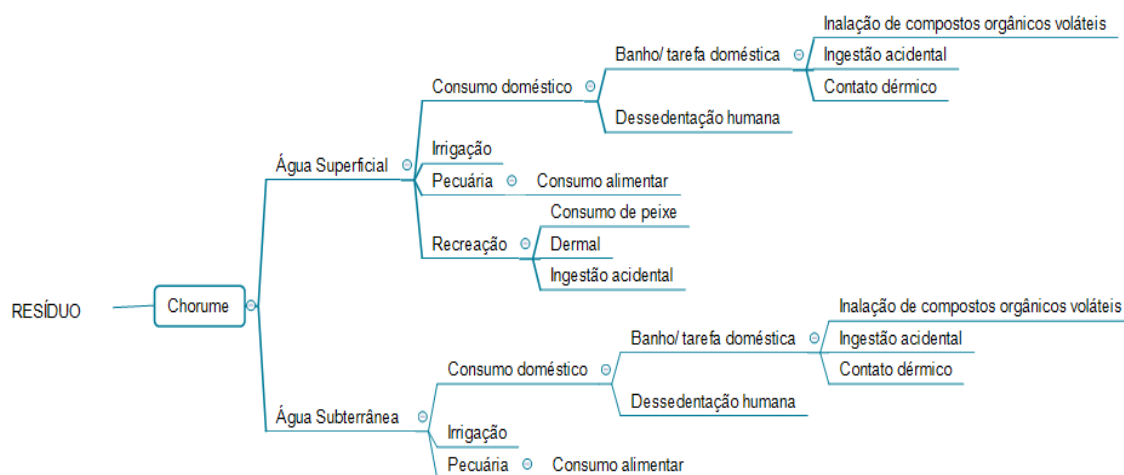 RESÍDUO
Chorume
Água Superficial
Consumo doméstico
Banho/ tarefa doméstica
Inalação de compostos orgânicos voláteis
Ingestão acidental
Contato dérmico
Dessedentação humana
Irrigação
Pecuária
Consumo alimentar
Recreação
Consumo de peixe
Dermal
Ingestão acidental
Água Subterrânea
Consumo doméstico
Banho/ tarefa doméstica
Inalação de compostos orgânicos voláteis
Ingestão acidental
Contato dérmico
Dessedentação humana
Irrigação
Pecuária
Consumo alimentar